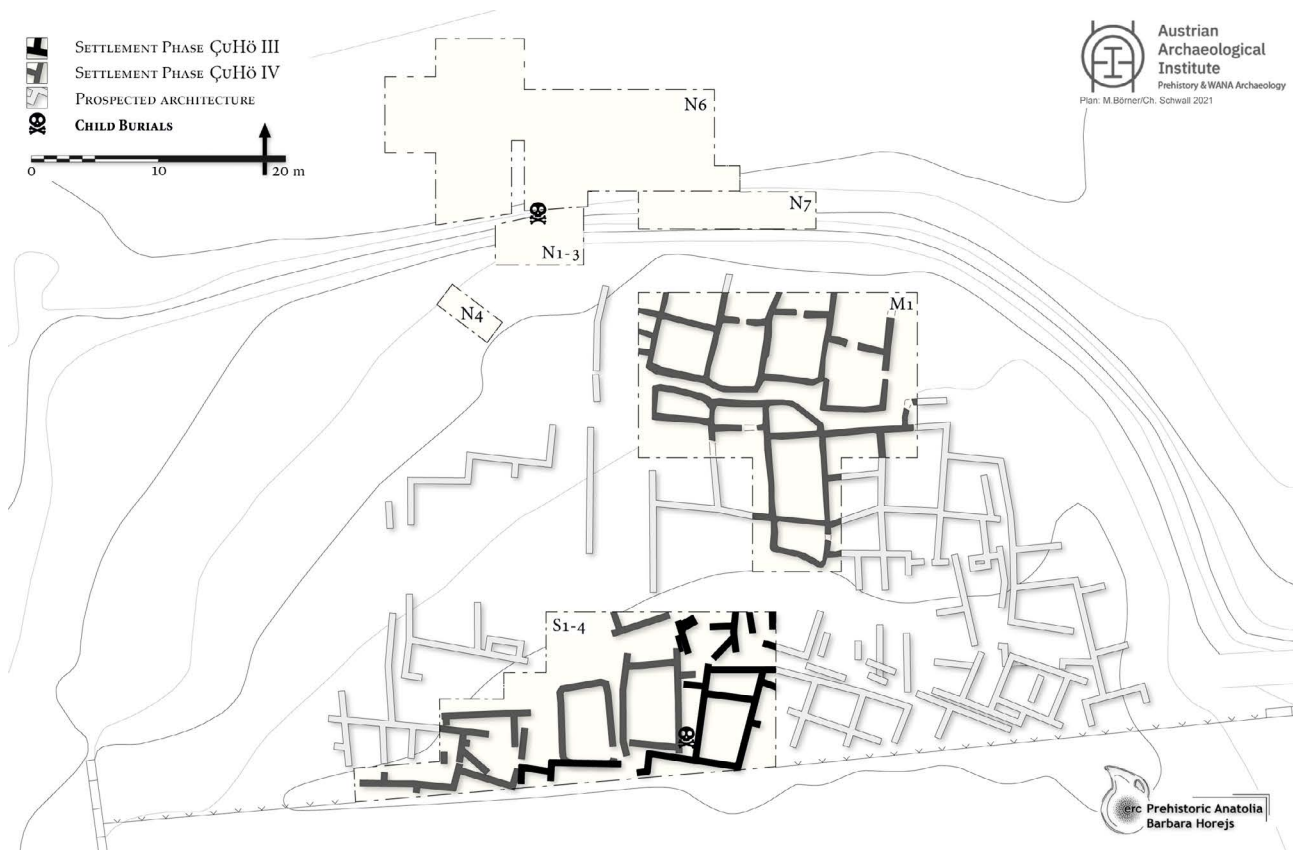 Settlement Phase ÇuHö III
Settlement Phase ÇuHö IV
Prospected architecture
Child Burials
0 10 20 m
Austrian
Archaeological
Institute
Prehistory & WANA Archaeology
Plan: M.Börner/Ch. Schwall 2021
N6
N7
N1-3
N4
M1
S1-4
erc Prehistoric Anatolia
Barbara Horejs